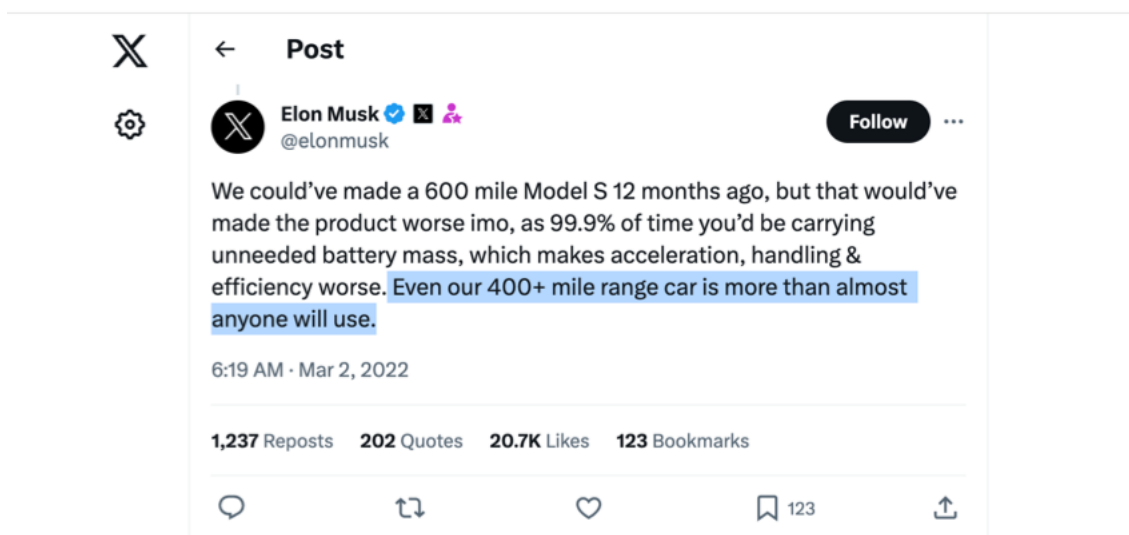 Post
Elon Musk
@elonmusk
Follow
We could’ve made a 600 mile Model S 12 months ago, but that would’ve
made the product worse imo, as 99.9% of time you’d be carrying
unneeded battery mass, which makes acceleration, handling &
efficiency worse. Even our 400+ mile range car is more than almost
anyone will use.
6:19 AM · Mar 2, 2022
1,237 Reposts 202 Quotes 20.7K Likes 123 Bookmarks
123